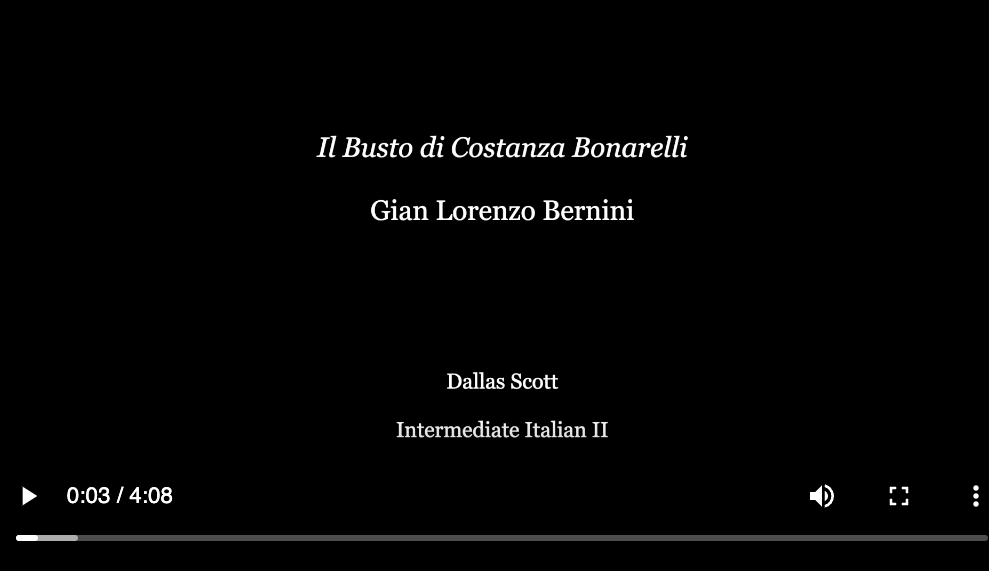 Il Busto di Costanza Bonarelli
Gian Lorenzo Bernini
Dallas Scott
Intermediate Italian II
0:03 / 4:08